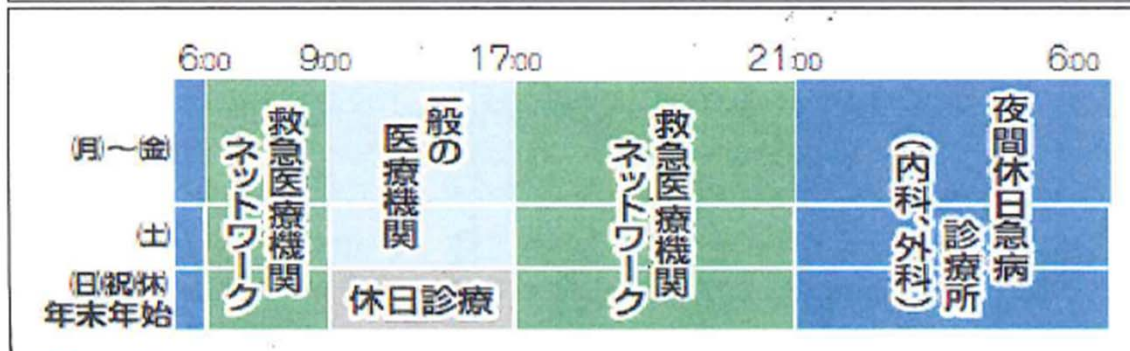 6:00 9:00 17:00 21:00 6:00
㈪〜㈮
㈯
㈰㈷㈡
年末年始
救急医療機関
ネットワーク
一般の
医療機関
休日診療
救急医療機関
ネットワーク
夜間休日急病
診療所
(内科、外科)